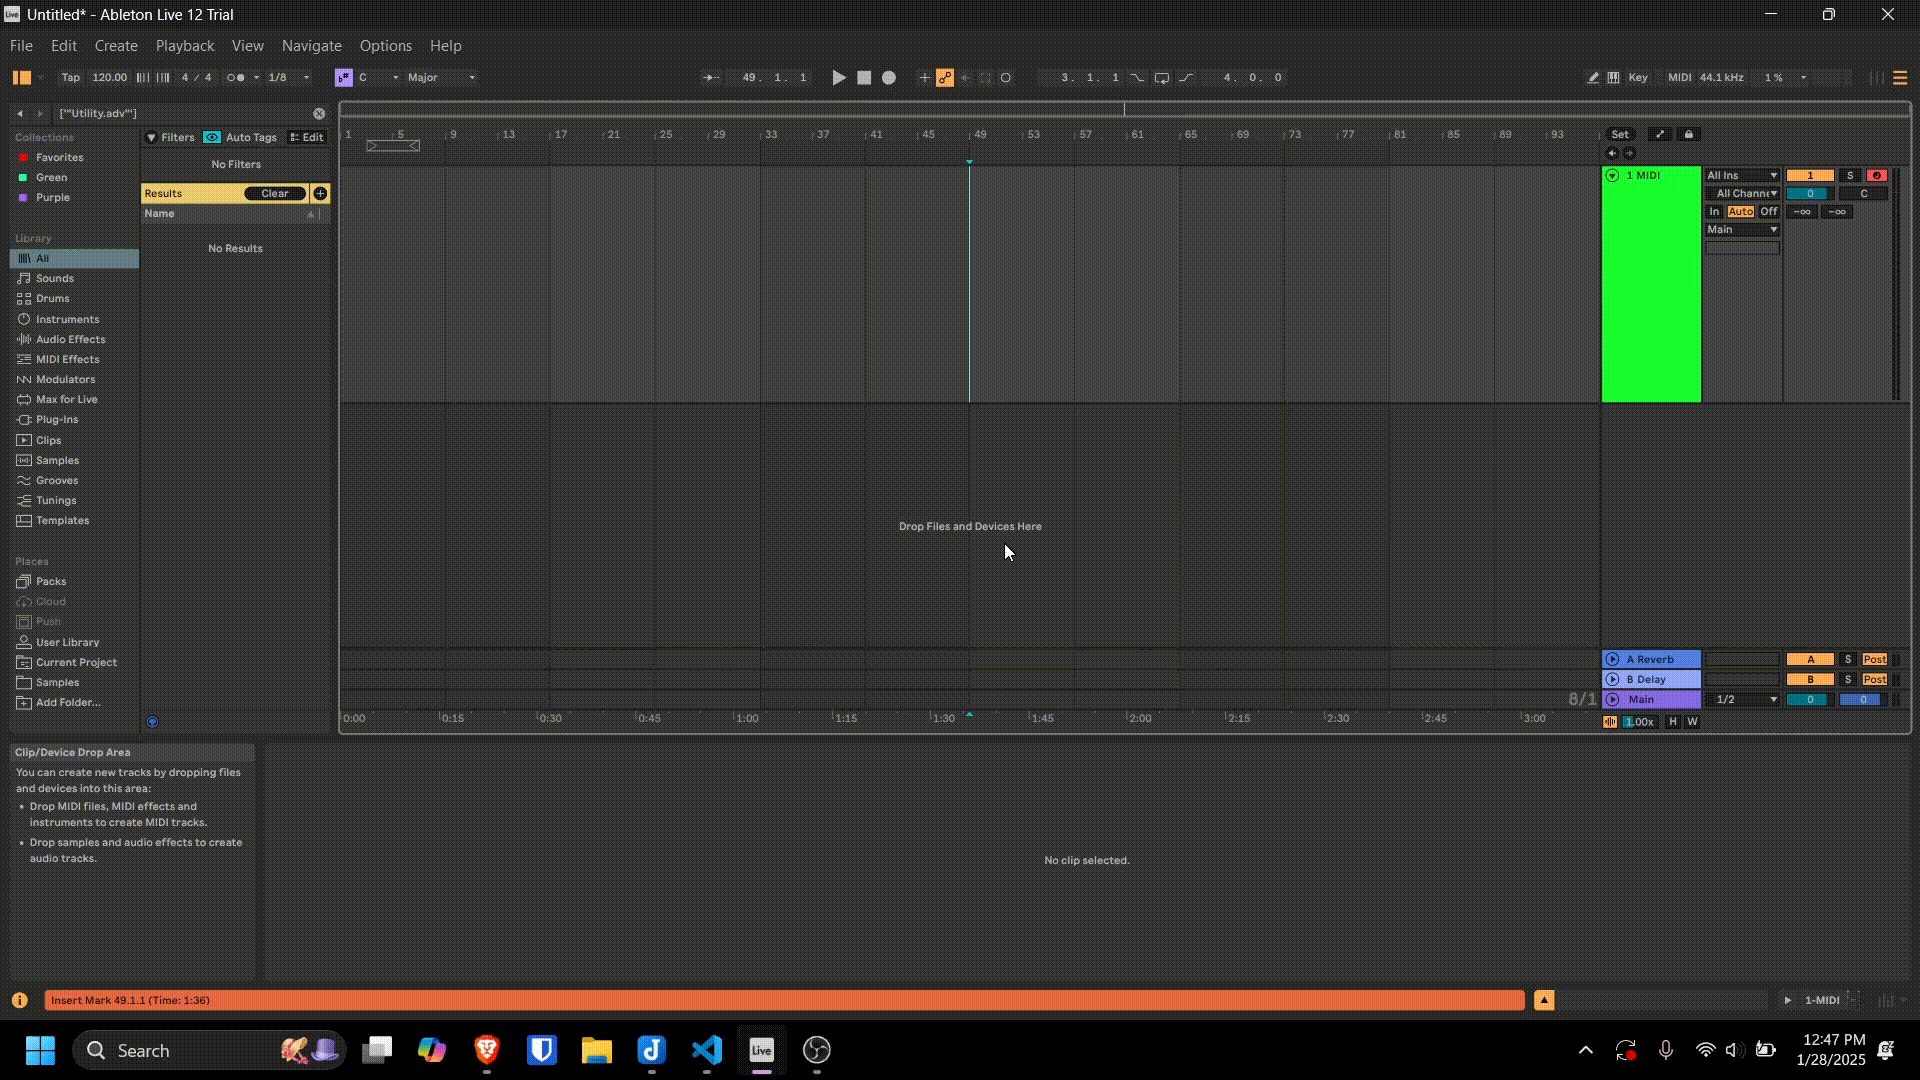 Live Untitled* - Ableton Live 12 Trial
File Edit Create Playback View Navigate Options Help
Tap 120.00 4 / 4 1/8 C Major 49. 1. 1 3. 1. 1 4. 0. 0 Key MIDI 44.1 kHz 1 %
['"Utility.adv"']
Collections
Favorites
Green
Purple
Library
All
Sounds
Drums
Instruments
Audio Effects
MIDI Effects
Modulators
Max for Live
Plug-Ins
Clips
Samples
Grooves
Tunings
Templates
Places
Packs
Cloud
Push
User Library
Current Project
Samples
Add Folder...
Filters Auto Tags Edit
No Filters
Results Clear +
Name
No Results
1 5 9 13 17 21 25 29 33 37 41 45 49 53 57 61 65 69 73 77 81 85 89 93
Set
1 MIDI All Ins 1 S
All Channe 0 C
In Auto Off -∞ -∞
Main
Drop Files and Devices Here
A Reverb A S Post
B Delay B S Post
8/1 Main 1/2 0 0
0:00 0:15 0:30 0:45 1:00 1:15 1:30 1:45 2:00 2:15 2:30 2:45 3:00
1.00x H W
Clip/Device Drop Area
You can create new tracks by dropping files
and devices into this area:
• Drop MIDI files, MIDI effects and
instruments to create MIDI tracks.
• Drop samples and audio effects to create
audio tracks.
No clip selected.
Insert Mark 49.1.1 (Time: 1:36)
1-MIDI
Search
Live
12:47 PM
1/28/2025